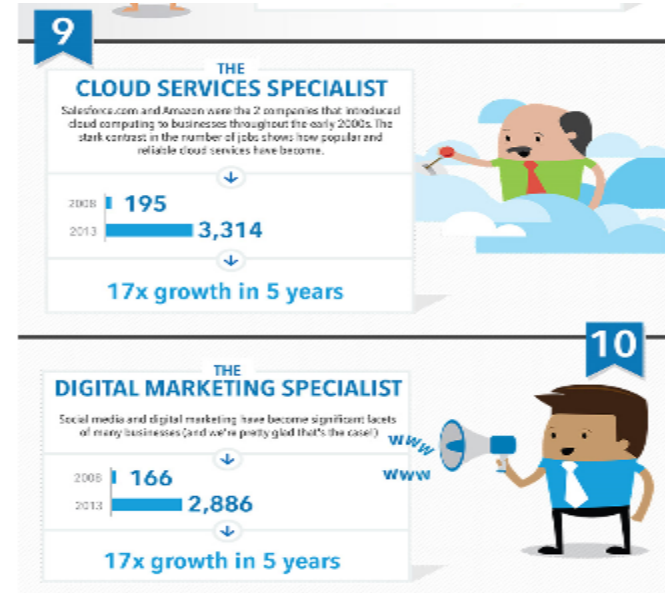 9
THE
CLOUD SERVICES SPECIALIST
Salesforce.com and Amazon were the 2 companies that introduced
cloud computing to businesses throughout the early 2000s. The
stark contrast in the number of jobs shows how popular and
reliable cloud services have become.
2008 195
2013 3,314
17x growth in 5 years
10
THE
DIGITAL MARKETING SPECIALIST
Social media and digital marketing have become significant facets
of many businesses (and we're pretty glad that's the case!)
www
www
2008 166
2013 2,886
17x growth in 5 years